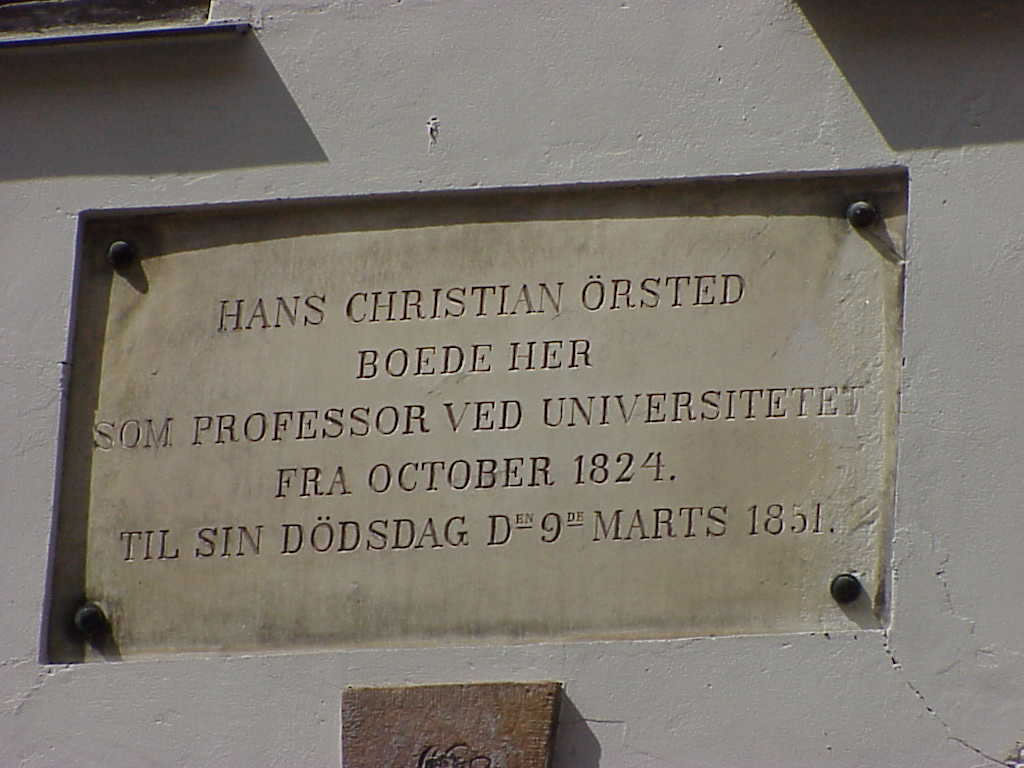 HANS CHRISTIAN ÖRSTED
BOEDE HER
SOM PROFESSOR VED UNIVERSITETET
FRA OCTOBER 1824.
TIL SIN DÖDSDAG DEN 9DE MARTS 1851.